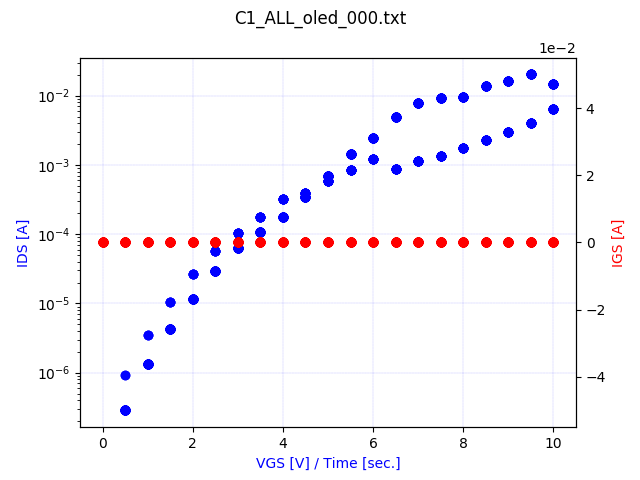 C1_ALL_oled_000.txt
1e−2
10−2
10−3
10−4
10−5
10−6
4
2
0
−2
−4
IDS [A]
IGS [A]
0 2 4 6 8 10
VGS [V] / Time [sec.]